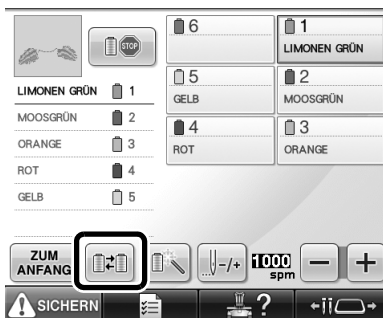 STOP
LIMONEN GRÜN 1
MOOSGRÜN 2
ORANGE 3
ROT 4
GELB 5
6
1
LIMONEN GRÜN
5
GELB
2
MOOSGRÜN
4
ROT
3
ORANGE
ZUM
ANFANG
-/+
1000
spm
- +
SICHERN
?